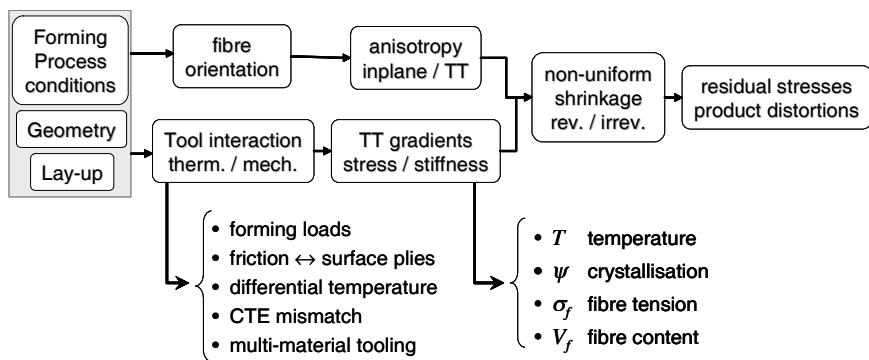 Forming
Process
conditions
Geometry
Lay-up
fibre
orientation
anisotropy
inplane / TT
Tool interaction
therm. / mech.
TT gradients
stress / stiffness
non-uniform
shrinkage
rev. / irrev.
residual stresses
product distortions
• forming loads
• friction ↔ surface plies
• differential temperature
• CTE mismatch
• multi-material tooling
• T temperature
• ψ crystallisation
• σ_f fibre tension
• V_f fibre content